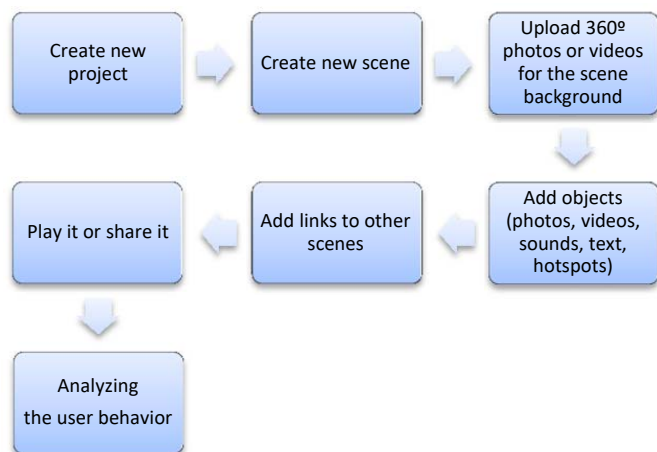 Create new
project
Create new scene
Upload 360º
photos or videos
for the scene
background
Add objects
(photos, videos,
sounds, text,
hotspots)
Add links to other
scenes
Play it or share it
Analyzing
the user behavior